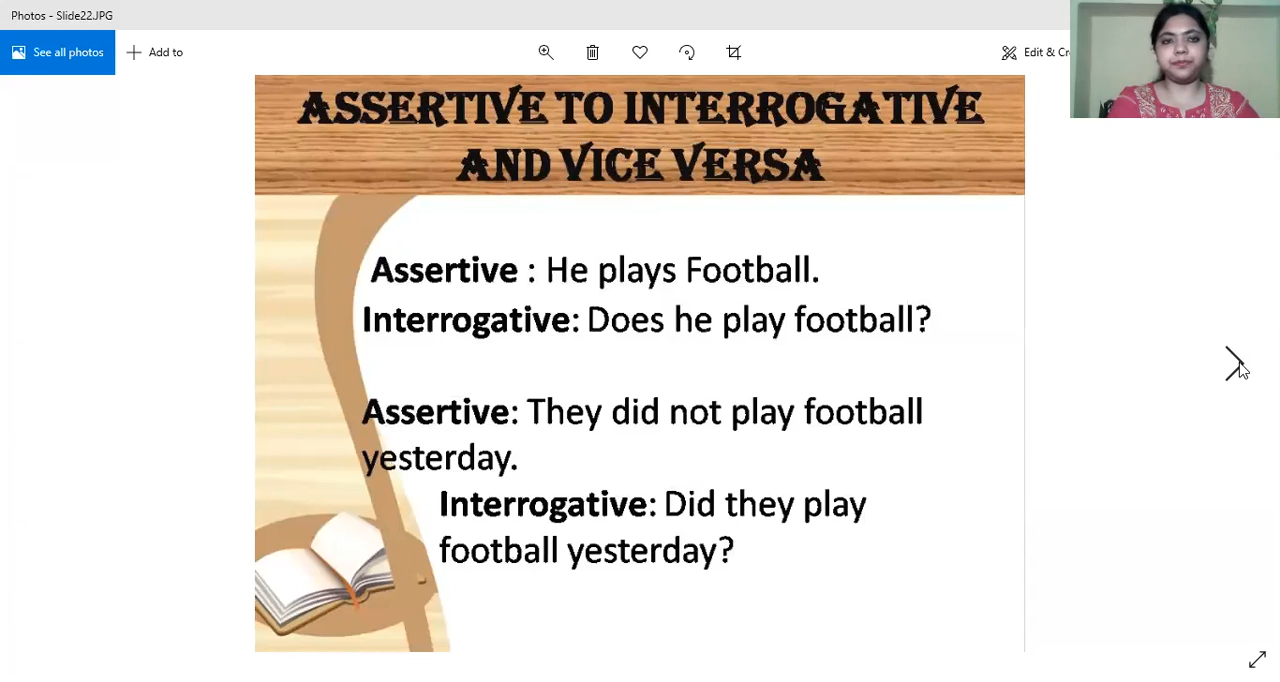 Photos - Slide22.JPG
See all photos
Add to
Edit & Cr
ASSERTIVE TO INTERROGATIVE
AND VICE VERSA
Assertive : He plays Football.
Interrogative: Does he play football?
Assertive: They did not play football
yesterday.
Interrogative: Did they play
football yesterday?